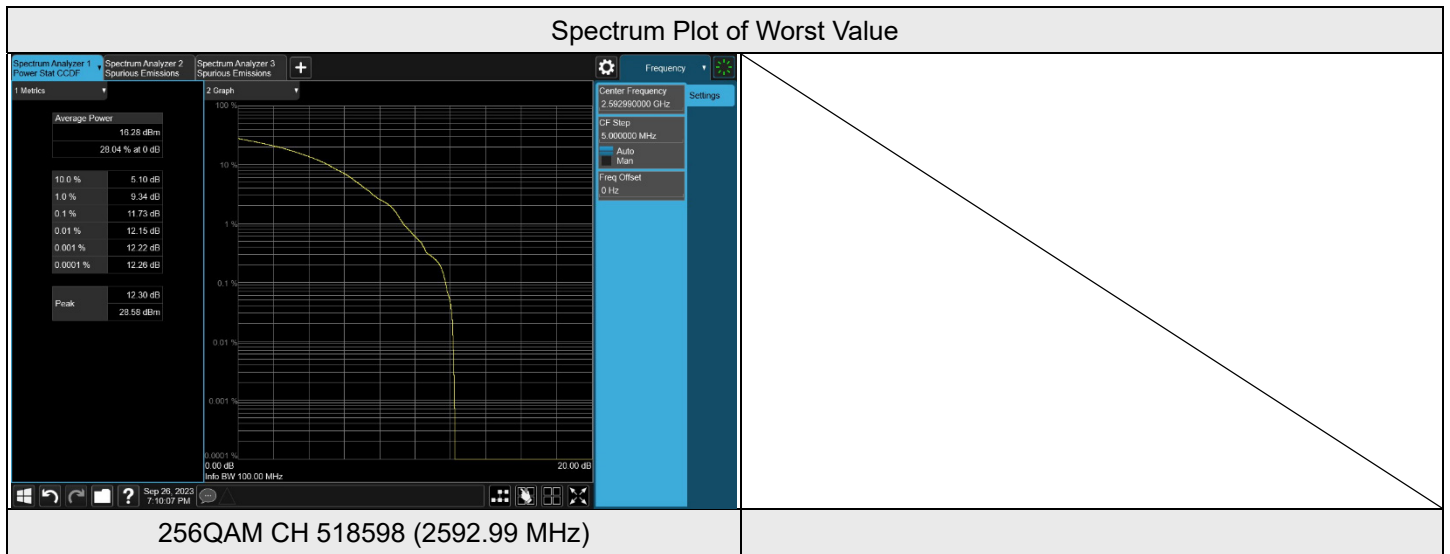 Spectrum Plot of Worst Value
Spectrum Analyzer 1
Power Stat CCDF
Spectrum Analyzer 2
Spurious Emissions
Spectrum Analyzer 3
Spurious Emissions
+
Frequency
1 Metrics
2 Graph
Average Power
16.28 dBm
28.04 % at 0 dB
10.0 % 5.10 dB
1.0 % 9.34 dB
0.1 % 11.73 dB
0.01 % 12.15 dB
0.001 % 12.22 dB
0.0001 % 12.26 dB
Peak
12.30 dB
28.58 dBm
100 %
10 %
1 %
0.1 %
0.01 %
0.001 %
0.0001 %
0.00 dB
20.00 dB
Info BW 100.00 MHz
Center Frequency
2.592990000 GHz
Settings
CF Step
5.000000 MHz
Auto
Man
Freq Offset
0 Hz
?
Sep 26, 2023
7:10:07 PM
256QAM CH 518598 (2592.99 MHz)